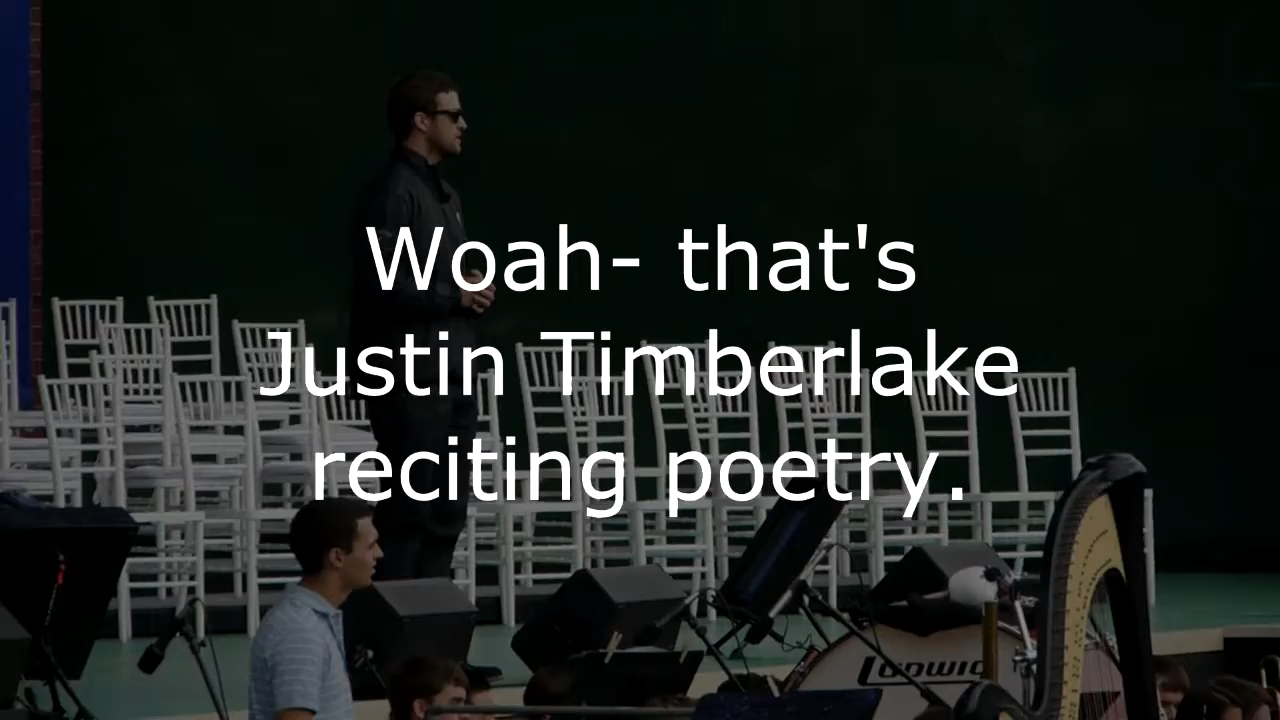 Woah- that's
Justin Timberlake
reciting poetry.
Ludwig